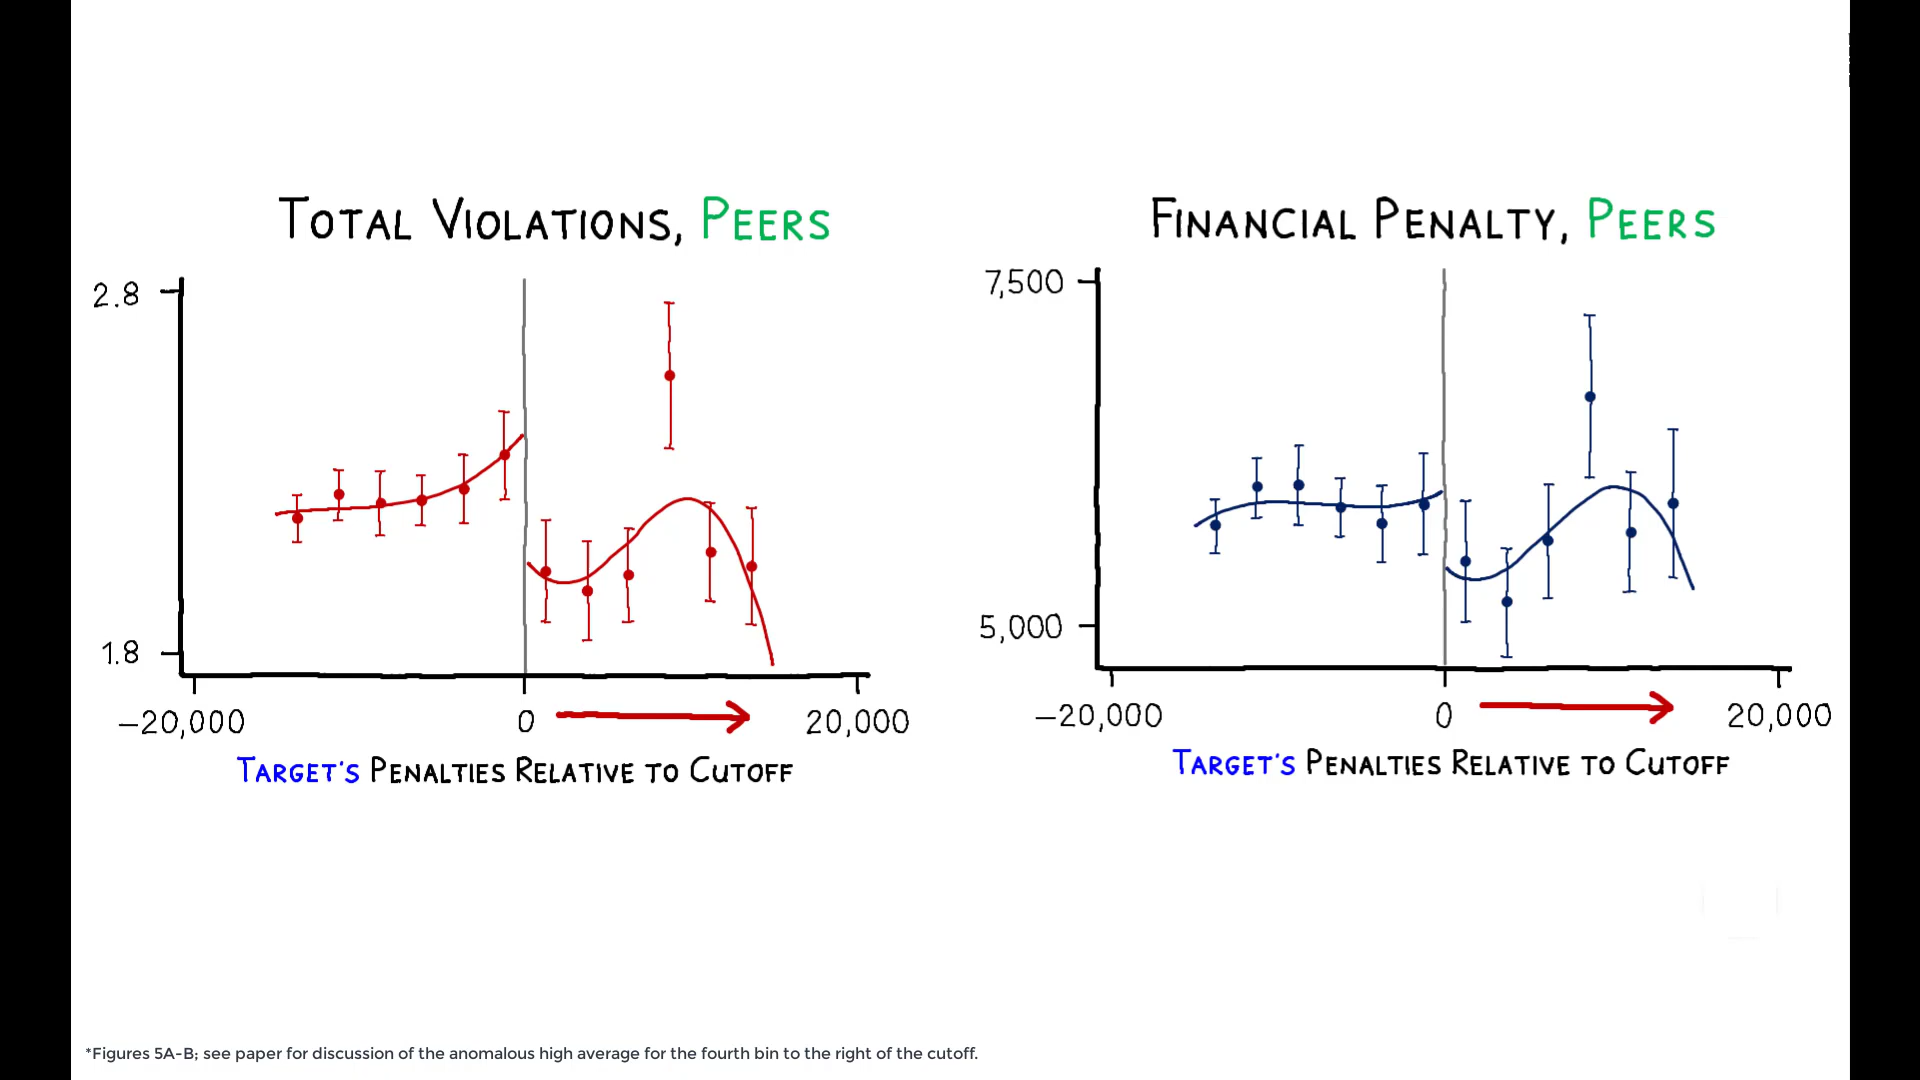 TOTAL VIOLATIONS, PEERS
2.8
1.8
−20,000
0
20,000
TARGET'S PENALTIES RELATIVE TO CUTOFF
FINANCIAL PENALTY, PEERS
7,500
5,000
−20,000
0
20,000
TARGET'S PENALTIES RELATIVE TO CUTOFF
*Figures 5A-B; see paper for discussion of the anomalous high average for the fourth bin to the right of the cutoff.